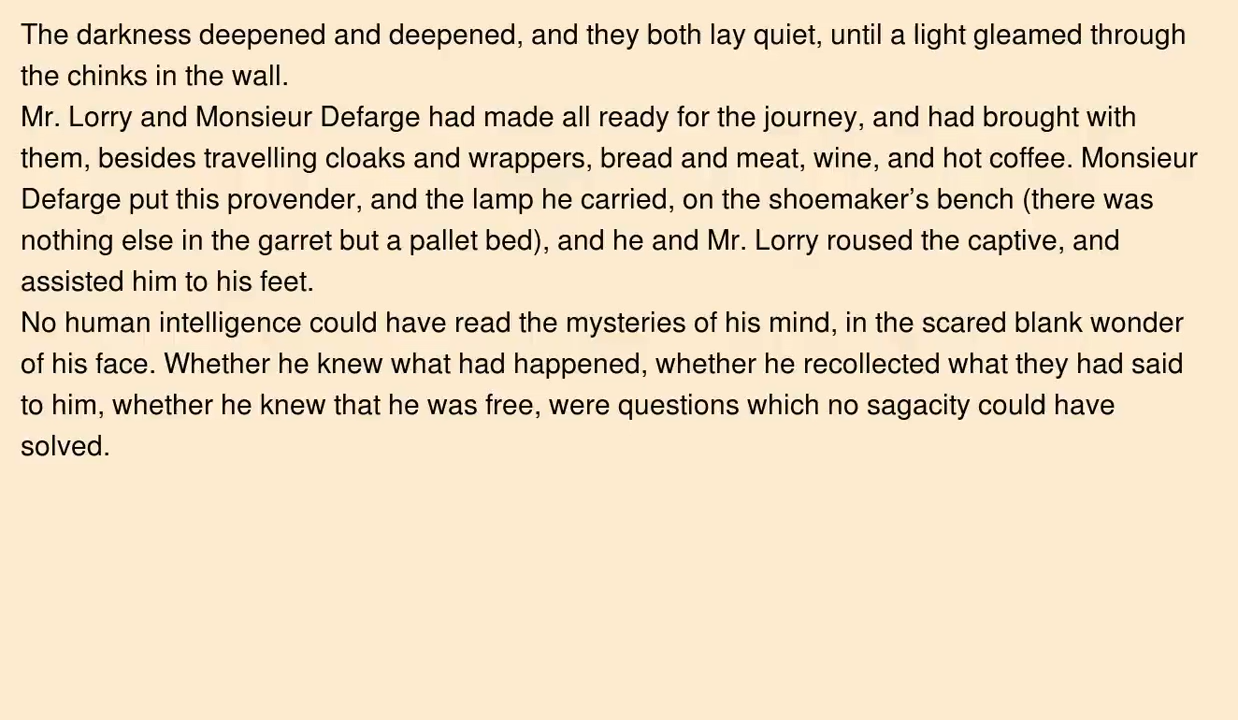 The darkness deepened and deepened, and they both lay quiet, until a light gleamed through
the chinks in the wall.
Mr. Lorry and Monsieur Defarge had made all ready for the journey, and had brought with
them, besides travelling cloaks and wrappers, bread and meat, wine, and hot coffee. Monsieur
Defarge put this provender, and the lamp he carried, on the shoemaker’s bench (there was
nothing else in the garret but a pallet bed), and he and Mr. Lorry roused the captive, and
assisted him to his feet.
No human intelligence could have read the mysteries of his mind, in the scared blank wonder
of his face. Whether he knew what had happened, whether he recollected what they had said
to him, whether he knew that he was free, were questions which no sagacity could have
solved.